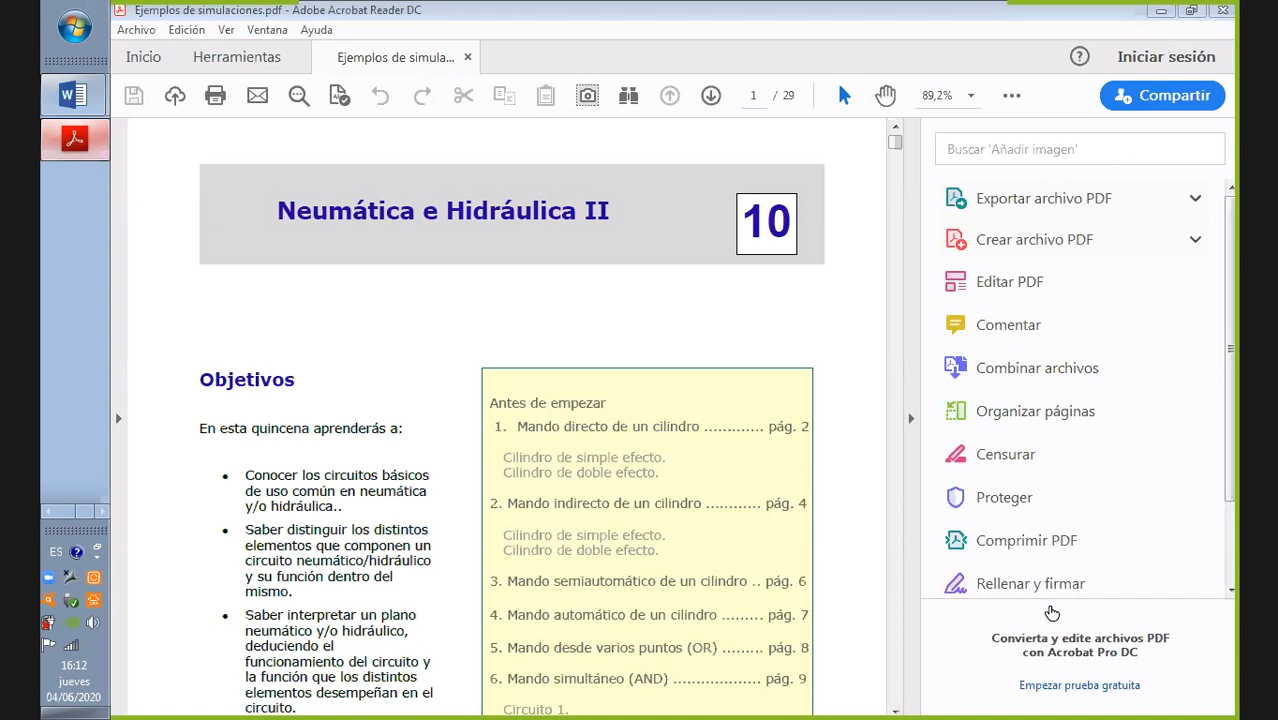 Ejemplos de simulaciones.pdf - Adobe Acrobat Reader DC
Archivo Edición Ver Ventana Ayuda
Inicio Herramientas Ejemplos de simula... Iniciar sesión
1 / 29 89,2% Compartir
Neumática e Hidráulica II
10
Objetivos
En esta quincena aprenderás a:
• Conocer los circuitos básicos
de uso común en neumática
y/o hidráulica..
• Saber distinguir los distintos
elementos que componen un
circuito neumático/hidráulico
y su función dentro del
mismo.
• Saber interpretar un plano
neumático y/o hidráulico,
deduciendo el
funcionamiento del circuito y
la función que los distintos
elementos desempeñan en el
circuito.
Antes de empezar
1. Mando directo de un cilindro ............. pág. 2
Cilindro de simple efecto.
Cilindro de doble efecto.
2. Mando indirecto de un cilindro ........... pág. 4
Cilindro de simple efecto.
Cilindro de doble efecto.
3. Mando semiautomático de un cilindro .. pág. 6
4. Mando automático de un cilindro ......... pág. 7
5. Mando desde varios puntos (OR) ........ pág. 8
6. Mando simultáneo (AND) .................... pág. 9
Circuito 1.
Buscar 'Añadir imagen'
Exportar archivo PDF
Crear archivo PDF
Editar PDF
Comentar
Combinar archivos
Organizar páginas
Censurar
Proteger
Comprimir PDF
Rellenar y firmar
Convierta y edite archivos PDF
con Acrobat Pro DC
Empezar prueba gratuita
ES
16:12
jueves
04/06/2020